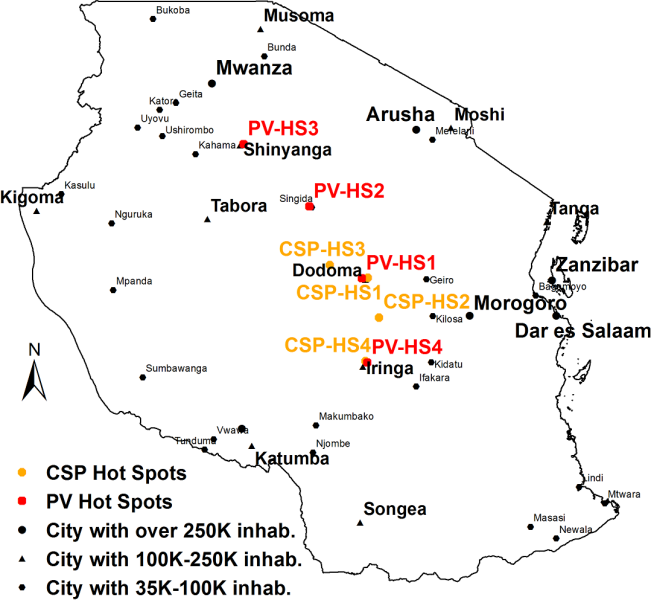 Bukoba
Musoma
Bunda
Mwanza
Geita
Katoro
Uyovu
Ushirombo
Kahama
PV-HS3
Shinyanga
Arusha
Moshi
Merelani
Kasulu
Kigoma
Nguruka
Tabora
Singida
PV-HS2
Tanga
CSP-HS3
Dodoma
PV-HS1
CSP-HS1
Geiro
Zanzibar
Bagamoyo
Mpanda
CSP-HS2
Morogoro
Kilosa
Dar es Salaam
CSP-HS4
PV-HS4
Iringa
Kidatu
Ifakara
N
Sumbawanga
Makumbako
Vwawa
Tunduma
Katumba
Njombe
Songea
Lindi
Mtwara
Masasi
Newala
CSP Hot Spots
PV Hot Spots
City with over 250K inhab.
City with 100K-250K inhab.
City with 35K-100K inhab.